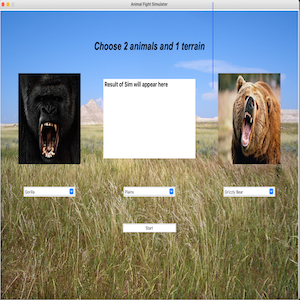 Animal Fight Simulator
Choose 2 animals and 1 terrain
Result of Sim will appear here
Gorilla
Plains
Grizzly Bear
Start